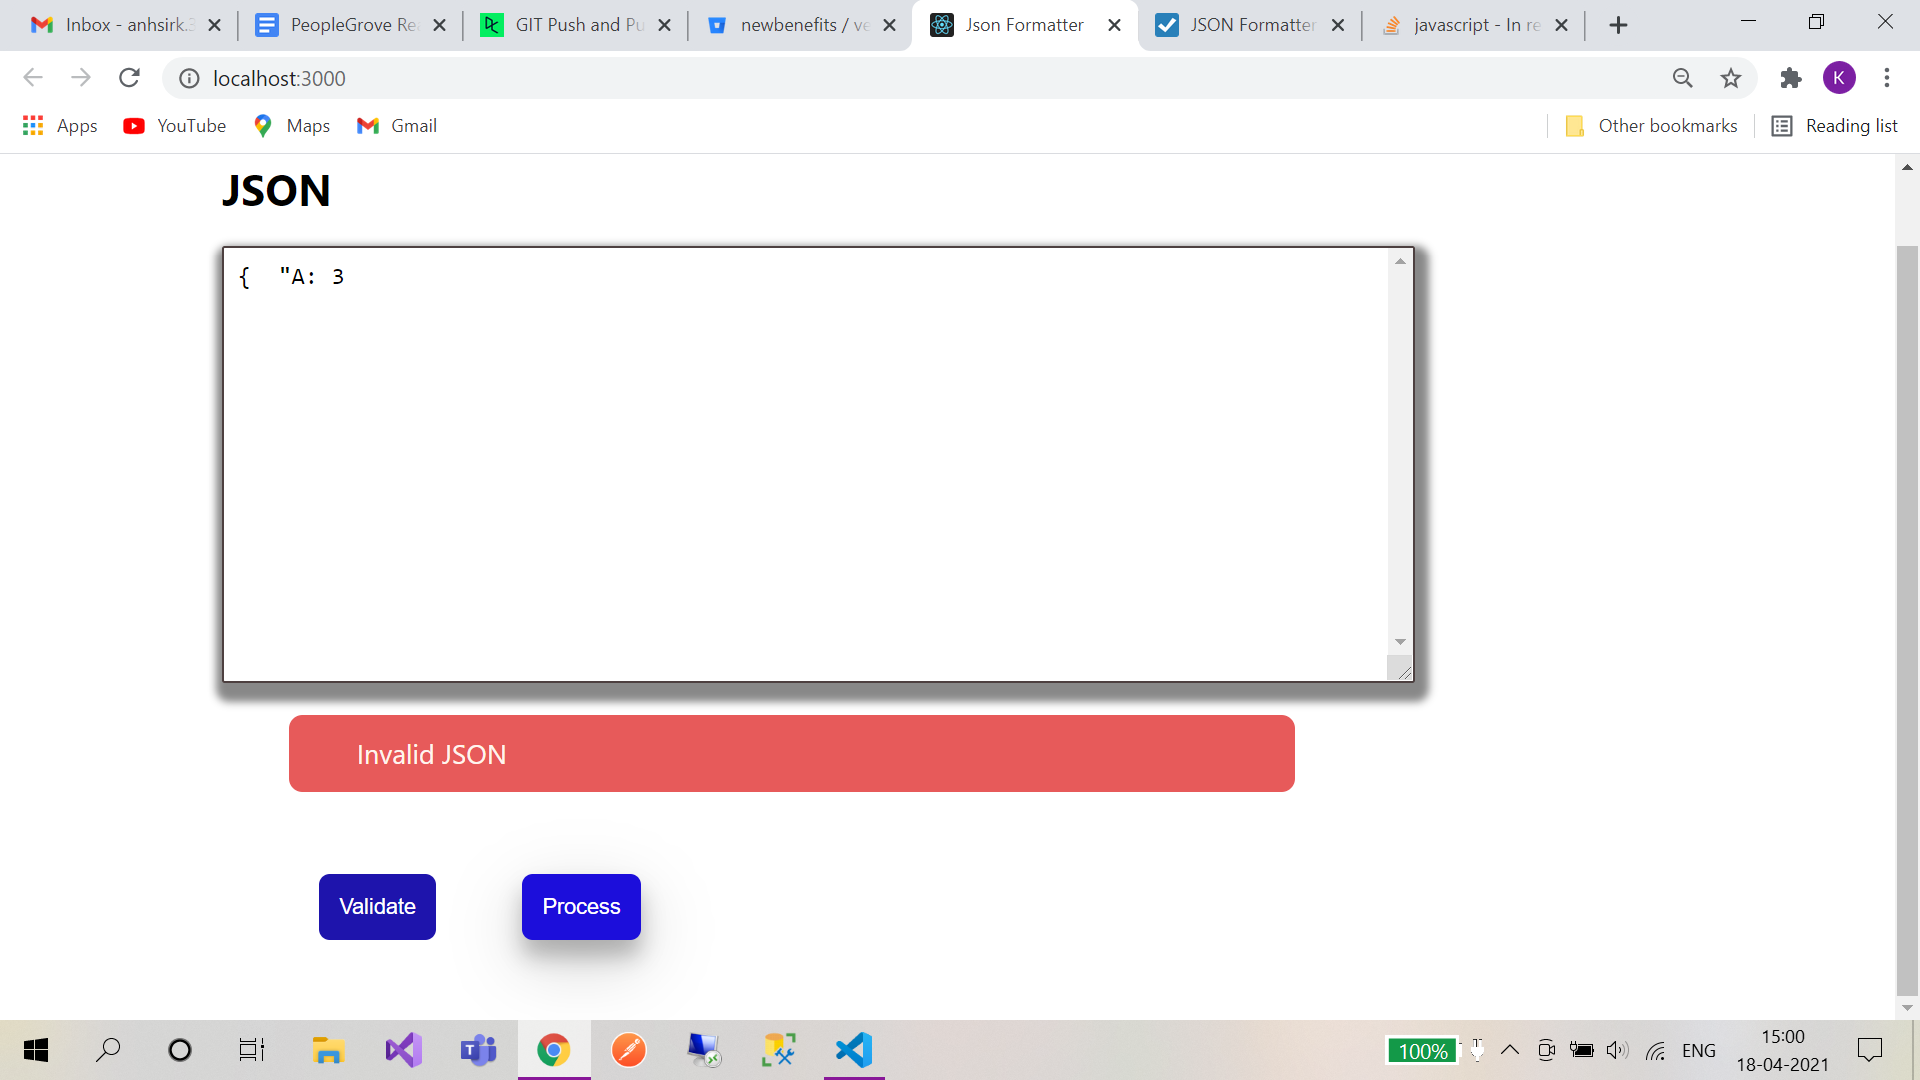 Inbox - anhsirk.3
PeopleGrove Rea
GIT Push and Pu
newbenefits / ve
Json Formatter
JSON Formatter
javascript - In re
localhost:3000
K
Apps
YouTube
Maps
Gmail
Other bookmarks
Reading list
JSON
{  "A: 3
Invalid JSON
Validate
Process
100%
ENG
15:00
18-04-2021